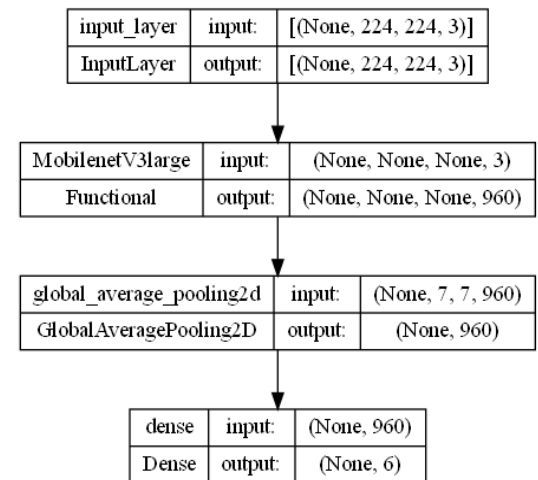 input_layer input: [(None, 224, 224, 3)]
InputLayer output: [(None, 224, 224, 3)]
MobilenetV3large input: (None, None, None, 3)
Functional output: (None, None, None, 960)
global_average_pooling2d input: (None, 7, 7, 960)
GlobalAveragePooling2D output: (None, 960)
dense input: (None, 960)
Dense output: (None, 6)